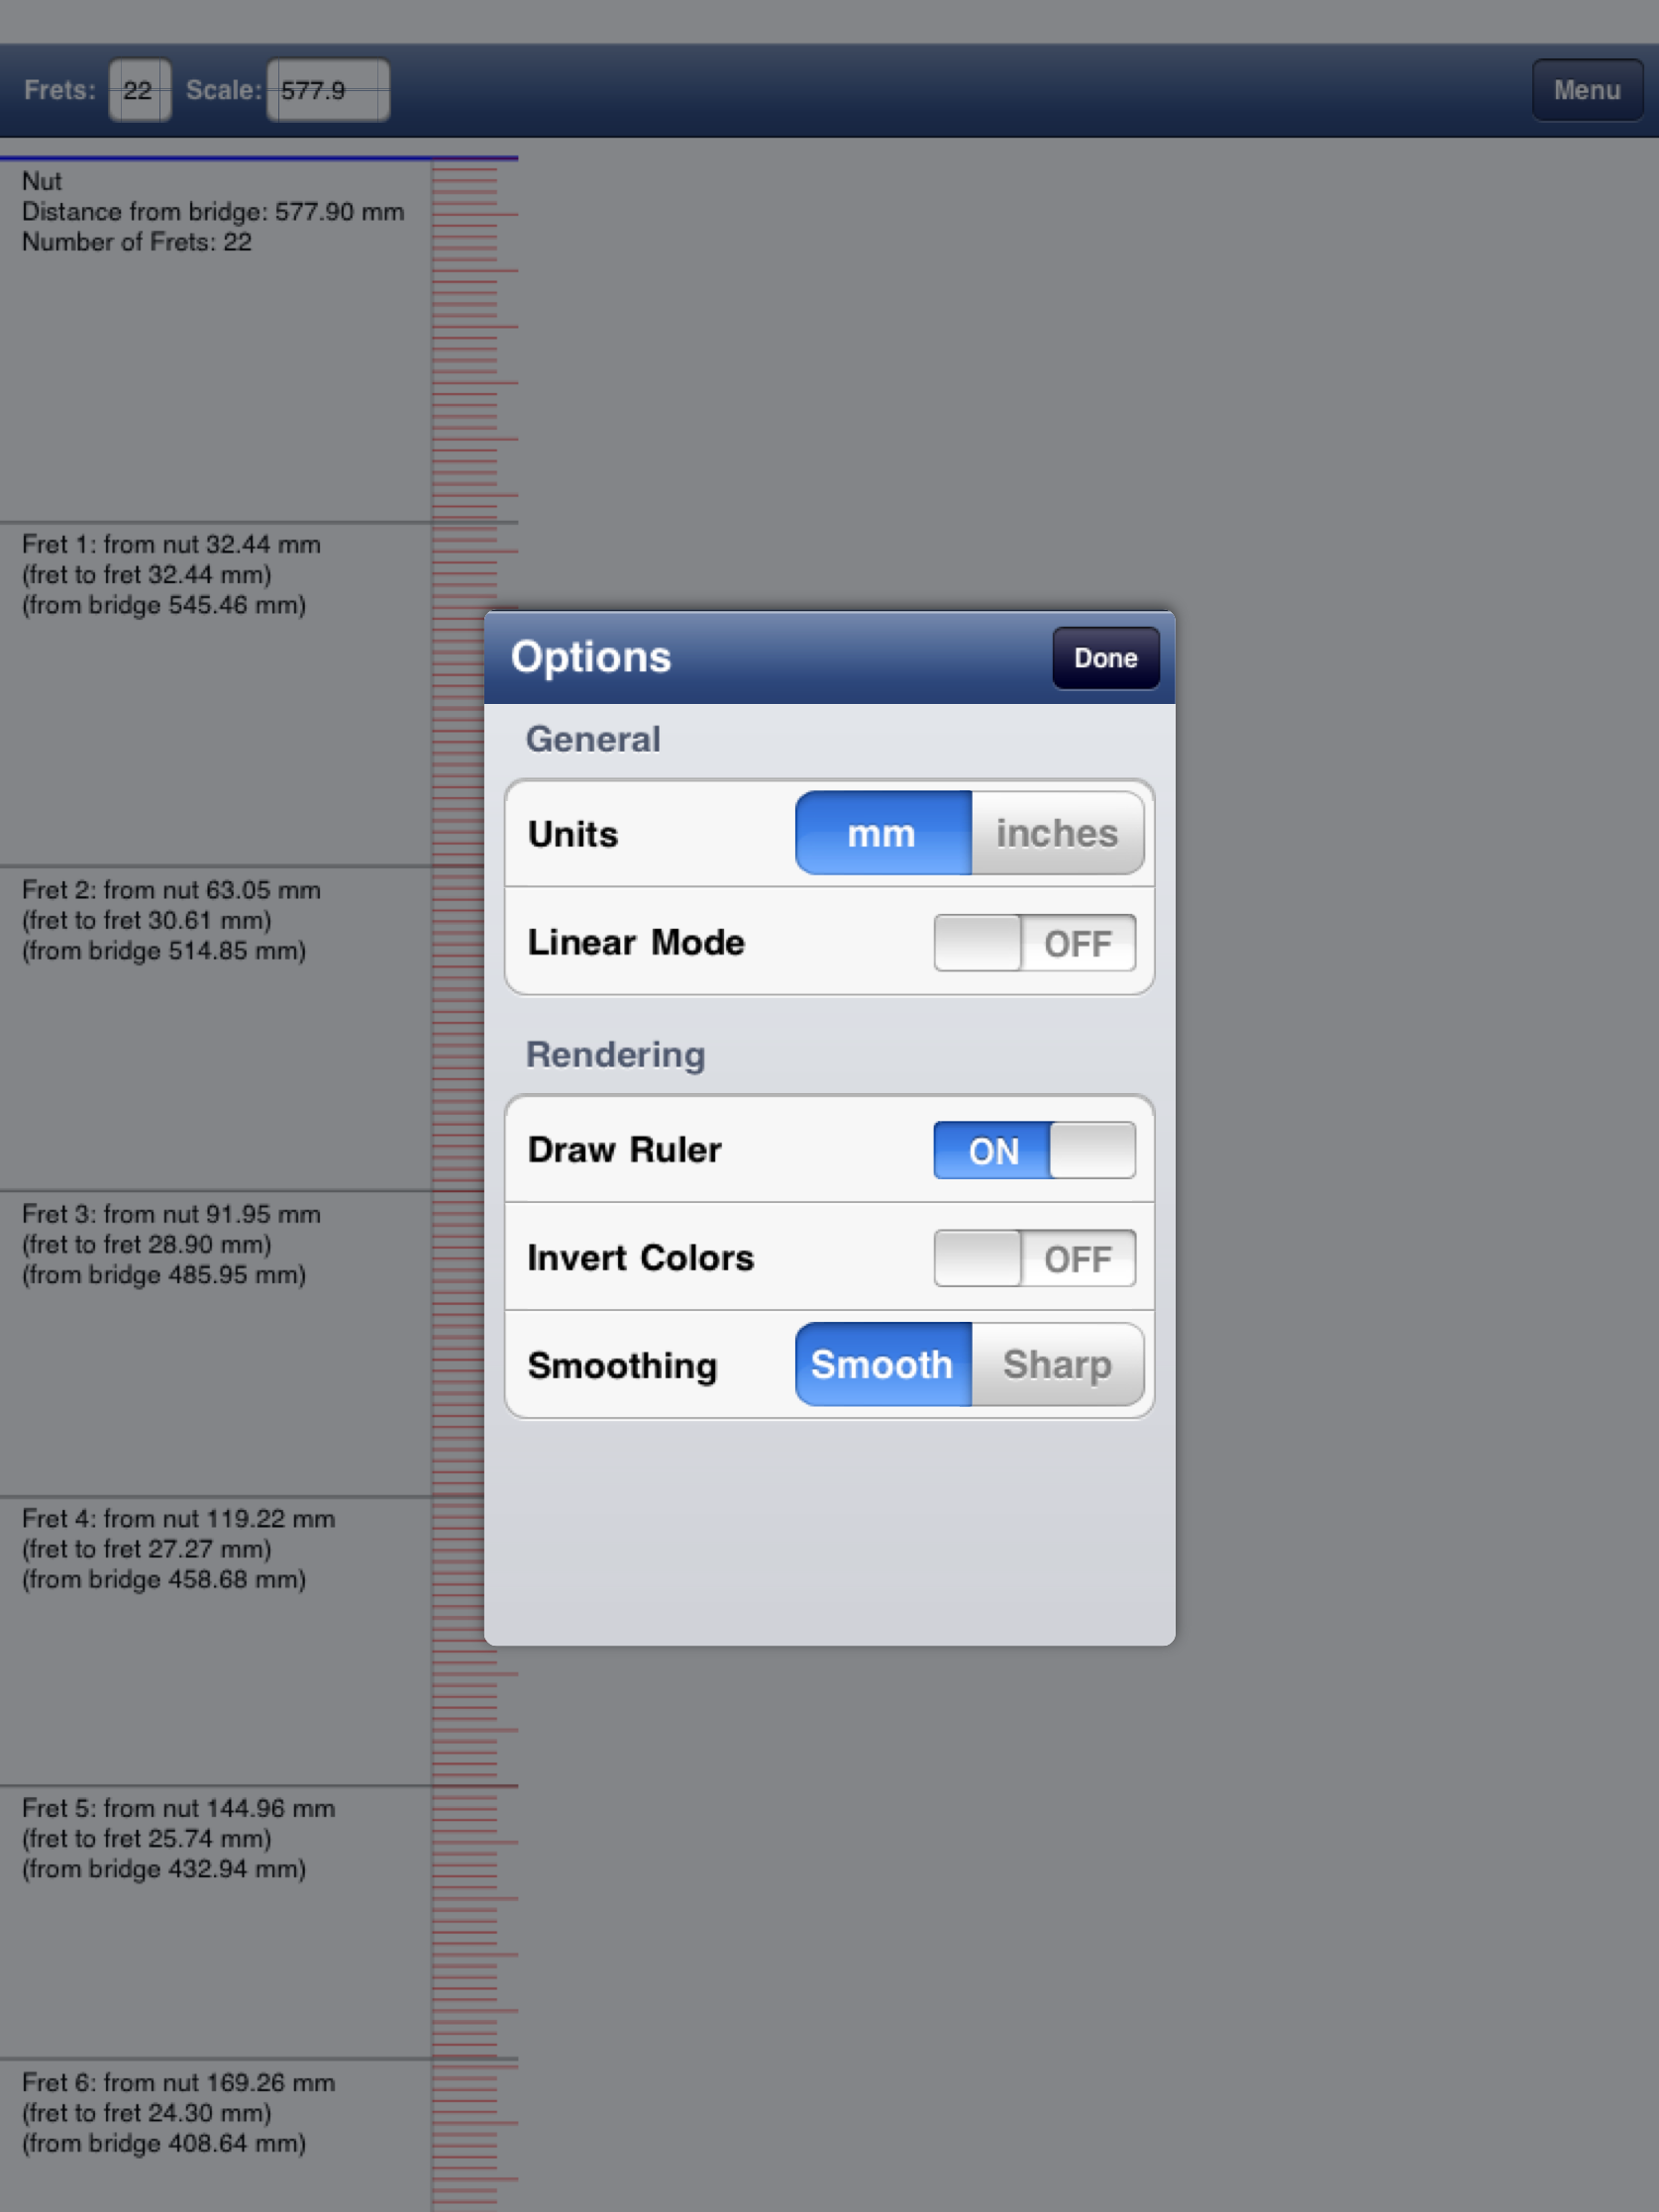 Frets: 22 Scale: 577.9 Menu
Nut
Distance from bridge: 577.90 mm
Number of Frets: 22
Fret 1: from nut 32.44 mm
(fret to fret 32.44 mm)
(from bridge 545.46 mm)
Fret 2: from nut 63.05 mm
(fret to fret 30.61 mm)
(from bridge 514.85 mm)
Fret 3: from nut 91.95 mm
(fret to fret 28.90 mm)
(from bridge 485.95 mm)
Fret 4: from nut 119.22 mm
(fret to fret 27.27 mm)
(from bridge 458.68 mm)
Fret 5: from nut 144.96 mm
(fret to fret 25.74 mm)
(from bridge 432.94 mm)
Fret 6: from nut 169.26 mm
(fret to fret 24.30 mm)
(from bridge 408.64 mm)
Options Done
General
Units mm inches
Linear Mode OFF
Rendering
Draw Ruler ON
Invert Colors OFF
Smoothing Smooth Sharp